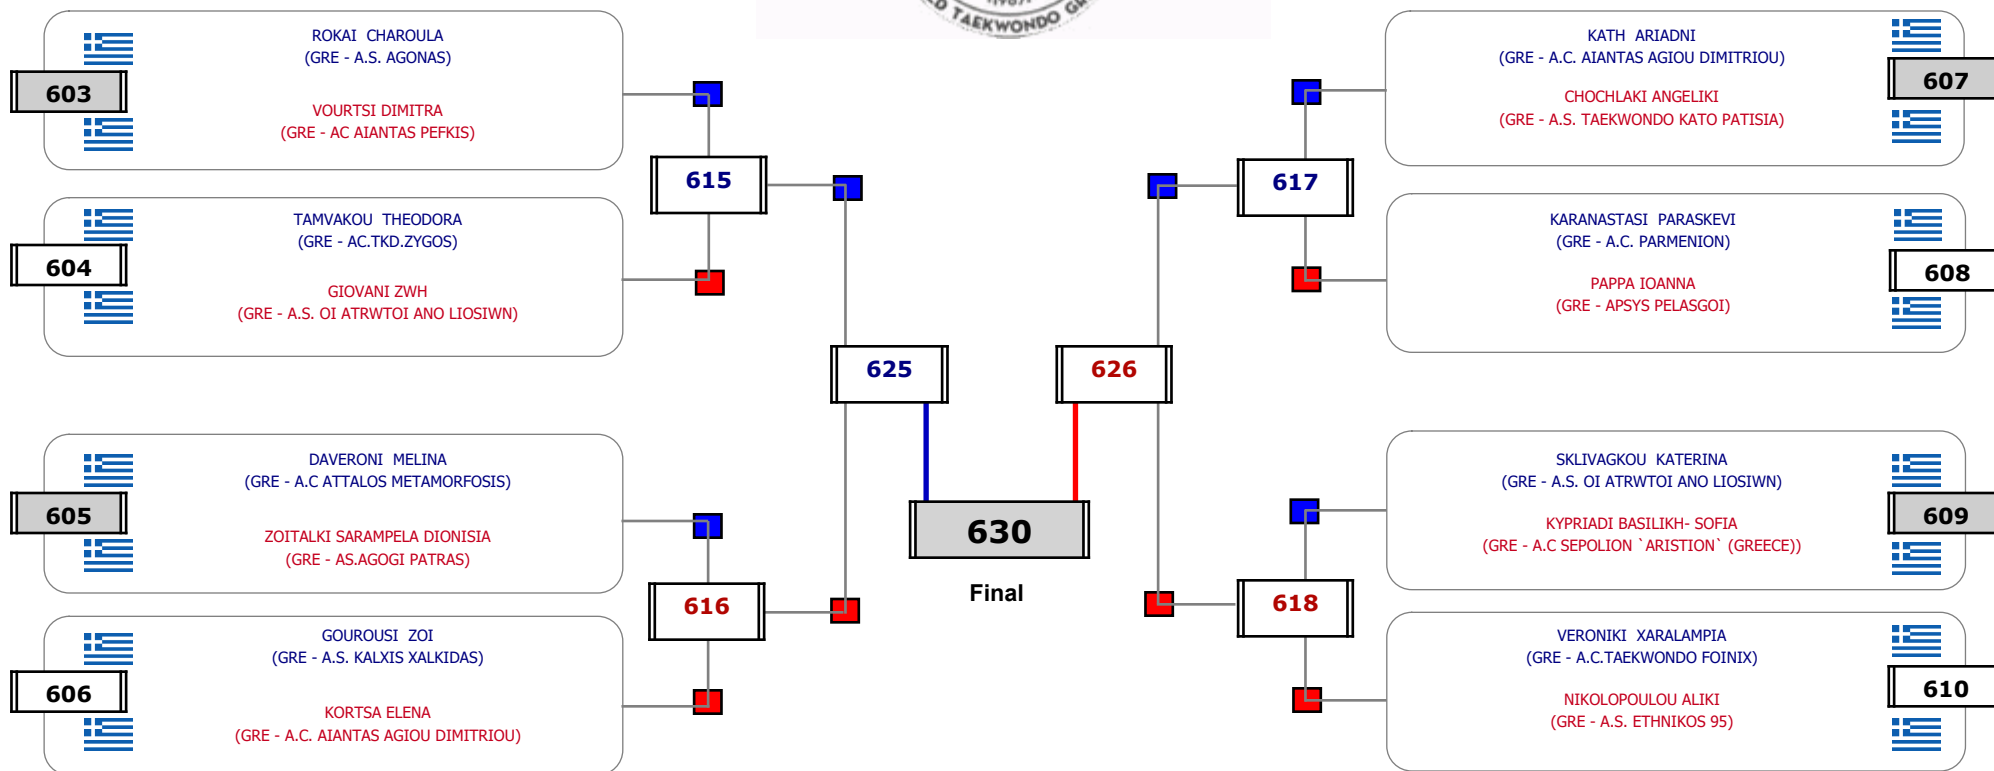 TAEKWONDO
ROKAI CHAROULA
(GRE - A.S. AGONAS)
603
VOURTSI DIMITRA
(GRE - AC AIANTAS PEFKIS)
TAMVAKOU THEODORA
(GRE - AC.TKD.ZYGOS)
604
GIOVANI ZWH
(GRE - A.S. OI ATRWTOI ANO LIOSIWN)
DAVERONI MELINA
(GRE - A.C ATTALOS METAMORFOSIS)
605
ZOITALKI SARAMPELA DIONISIA
(GRE - AS.AGOGI PATRAS)
GOUROUSI ZOI
(GRE - A.S. KALXIS XALKIDAS)
606
KORTSA ELENA
(GRE - A.C. AIANTAS AGIOU DIMITRIOU)
615
616
625
630
Final
626
617
618
KATH ARIADNI
(GRE - A.C. AIANTAS AGIOU DIMITRIOU)
607
CHOCHLAKI ANGELIKI
(GRE - A.S. TAEKWONDO KATO PATISIA)
KARANASTASI PARASKEVI
(GRE - A.C. PARMENION)
608
PAPPA IOANNA
(GRE - APSYS PELASGOI)
SKLIVAGKOU KATERINA
(GRE - A.S. OI ATRWTOI ANO LIOSIWN)
609
KYPRIADI BASILIKH- SOFIA
(GRE - A.C SEPOLION `ARISTION` (GREECE))
VERONIKI XARALAMPIA
(GRE - A.C.TAEKWONDO FOINIX)
610
NIKOLOPOULOU ALIKI
(GRE - A.S. ETHNIKOS 95)